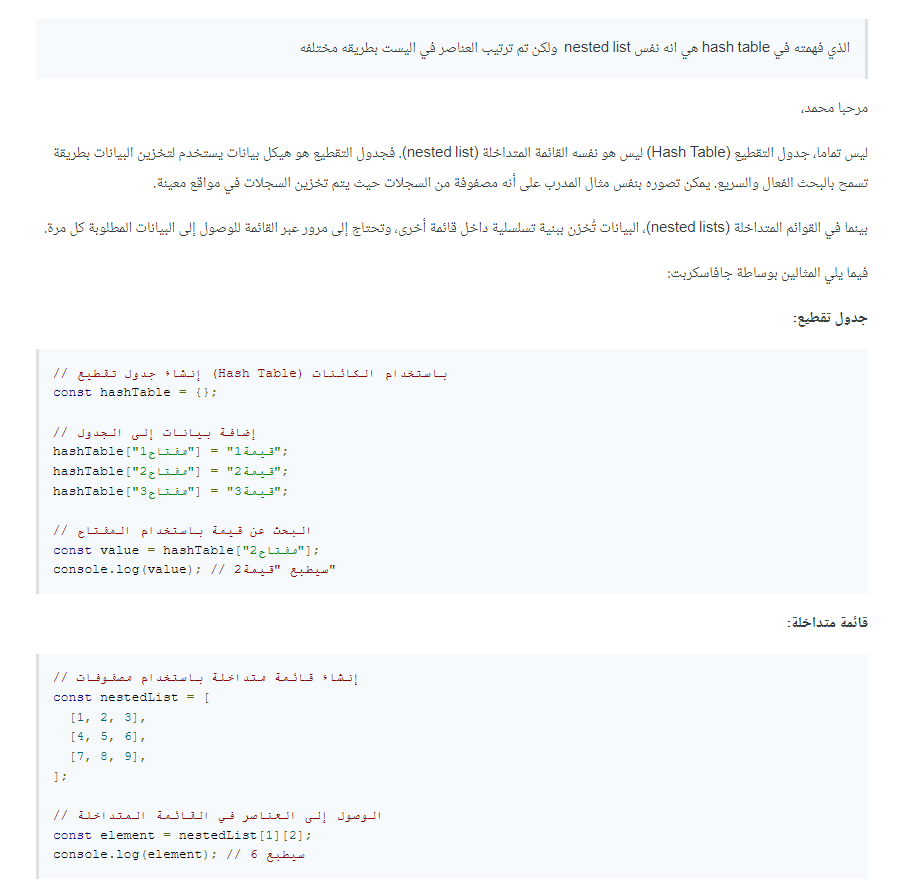 الذي فهمته في hash table هي انه نفس nested list ولكن تم ترتيب العناصر في اليست بطريقه مختلفه
مرحبا محمد،
ليس تماما، جدول التقطيع (Hash Table) ليس هو نفسه القائمة المتداخلة (nested list). فجدول التقطيع هو هيكل بيانات يستخدم لتخزين البيانات بطريقة
تسمح بالبحث الفعال والسريع. يمكن تصوره بنفس مثال المدرب على أنه مصفوفة من السجلات حيث يتم تخزين السجلات في مواقع معينة.
بينما في القوائم المتداخلة (nested lists)، البيانات تُخزن ببنية تسلسلية داخل قائمة أخرى، وتحتاج إلى مرور عبر القائمة للوصول إلى البيانات المطلوبة كل مرة.
فيما يلي المثالين بوساطة جافاسكربت:
جدول تقطيع:
// إنشاء جدول تقطيع (Hash Table) باستخدام الكائنات
const hashTable = {};
// إضافة بيانات إلى الجدول
hashTable["مفتاح1"] = "قيمة1";
hashTable["مفتاح2"] = "قيمة2";
hashTable["مفتاح3"] = "قيمة3";
// البحث عن قيمة باستخدام المفتاح
const value = hashTable["مفتاح2"];
console.log(value); // سيطبع "قيمة2"
قائمة متداخلة:
// إنشاء قائمة متداخلة باستخدام مصفوفات
const nestedList = [
[1, 2, 3],
[4, 5, 6],
[7, 8, 9],
];
// الوصول إلى العناصر في القائمة المتداخلة
const element = nestedList[1][2];
console.log(element); // سيطبع 6